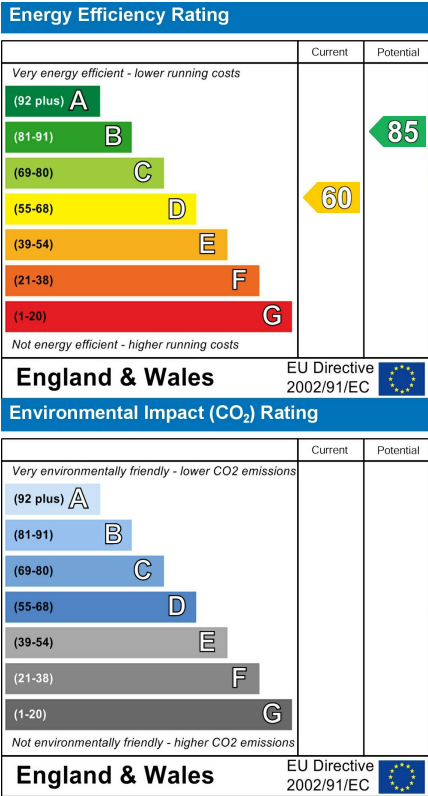 Energy Efficiency Rating
Current Potential
Very energy efficient - lower running costs
(92 plus) A
(81-91) B
85
(69-80) C
(55-68) D
60
(39-54) E
(21-38) F
(1-20) G
Not energy efficient - higher running costs
England & Wales
EU Directive
2002/91/EC
Environmental Impact (CO₂) Rating
Current Potential
Very environmentally friendly - lower CO2 emissions
(92 plus) A
(81-91) B
(69-80) C
(55-68) D
(39-54) E
(21-38) F
(1-20) G
Not environmentally friendly - higher CO2 emissions
England & Wales
EU Directive
2002/91/EC